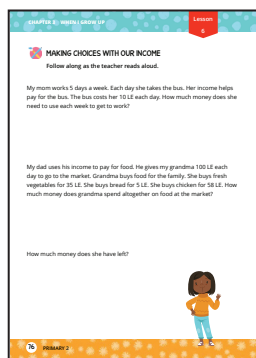 CHAPTER 3 : WHEN I GROW UP
Lesson
6
MAKING CHOICES WITH OUR INCOME
Follow along as the teacher reads aloud.
My mom works 5 days a week. Each day she takes the bus. Her income helps
pay for the bus. The bus costs her 10 LE each day. How much money does she
need to use each week to get to work?
My dad uses his income to pay for food. He gives my grandma 100 LE each
day to go to the market. Grandma buys food for the family. She buys fresh
vegetables for 35 LE. She buys bread for 5 LE. She buys chicken for 58 LE. How
much money does grandma spend altogether on food at the market?
How much money does she have left?
76 PRIMARY 2